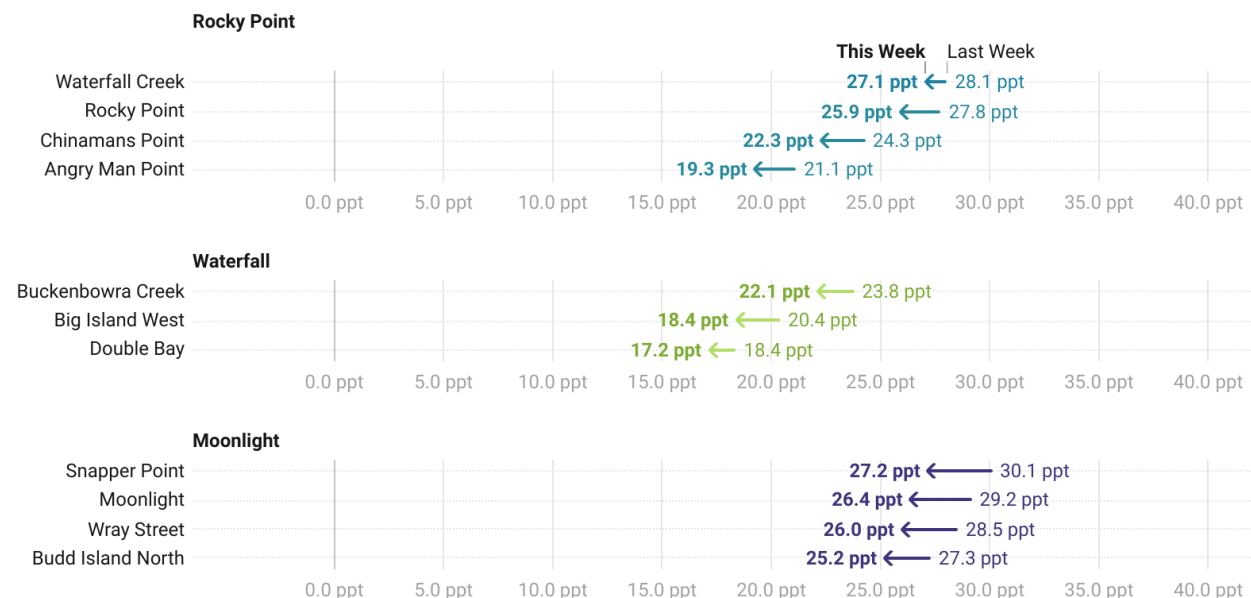 Rocky Point
This Week Last Week
Waterfall Creek 27.1 ppt 28.1 ppt
Rocky Point 25.9 ppt 27.8 ppt
Chinamans Point 22.3 ppt 24.3 ppt
Angry Man Point 19.3 ppt 21.1 ppt
0.0 ppt 5.0 ppt 10.0 ppt 15.0 ppt 20.0 ppt 25.0 ppt 30.0 ppt 35.0 ppt 40.0 ppt
Waterfall
Buckenbowra Creek 22.1 ppt 23.8 ppt
Big Island West 18.4 ppt 20.4 ppt
Double Bay 17.2 ppt 18.4 ppt
0.0 ppt 5.0 ppt 10.0 ppt 15.0 ppt 20.0 ppt 25.0 ppt 30.0 ppt 35.0 ppt 40.0 ppt
Moonlight
Snapper Point 27.2 ppt 30.1 ppt
Moonlight 26.4 ppt 29.2 ppt
Wray Street 26.0 ppt 28.5 ppt
Budd Island North 25.2 ppt 27.3 ppt
0.0 ppt 5.0 ppt 10.0 ppt 15.0 ppt 20.0 ppt 25.0 ppt 30.0 ppt 35.0 ppt 40.0 ppt